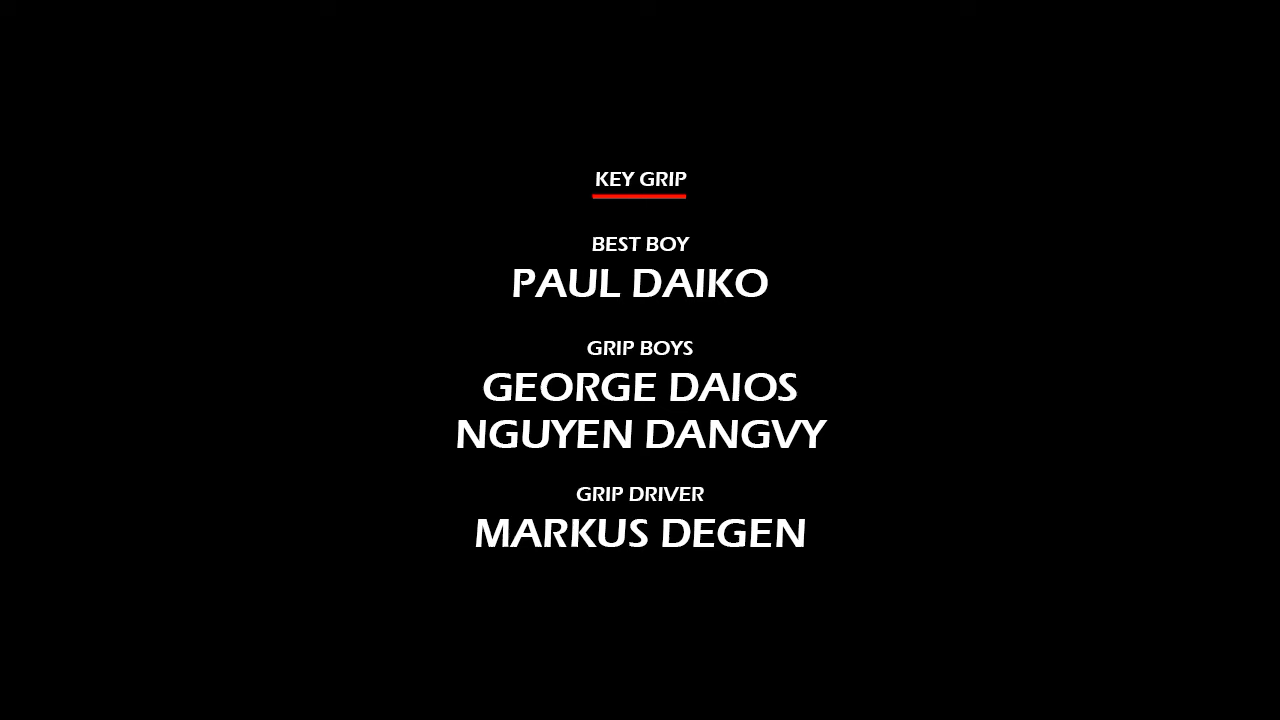 KEY GRIP
BEST BOY
PAUL DAIKO
GRIP BOYS
GEORGE DAIOS
NGUYEN DANGVY
GRIP DRIVER
MARKUS DEGEN